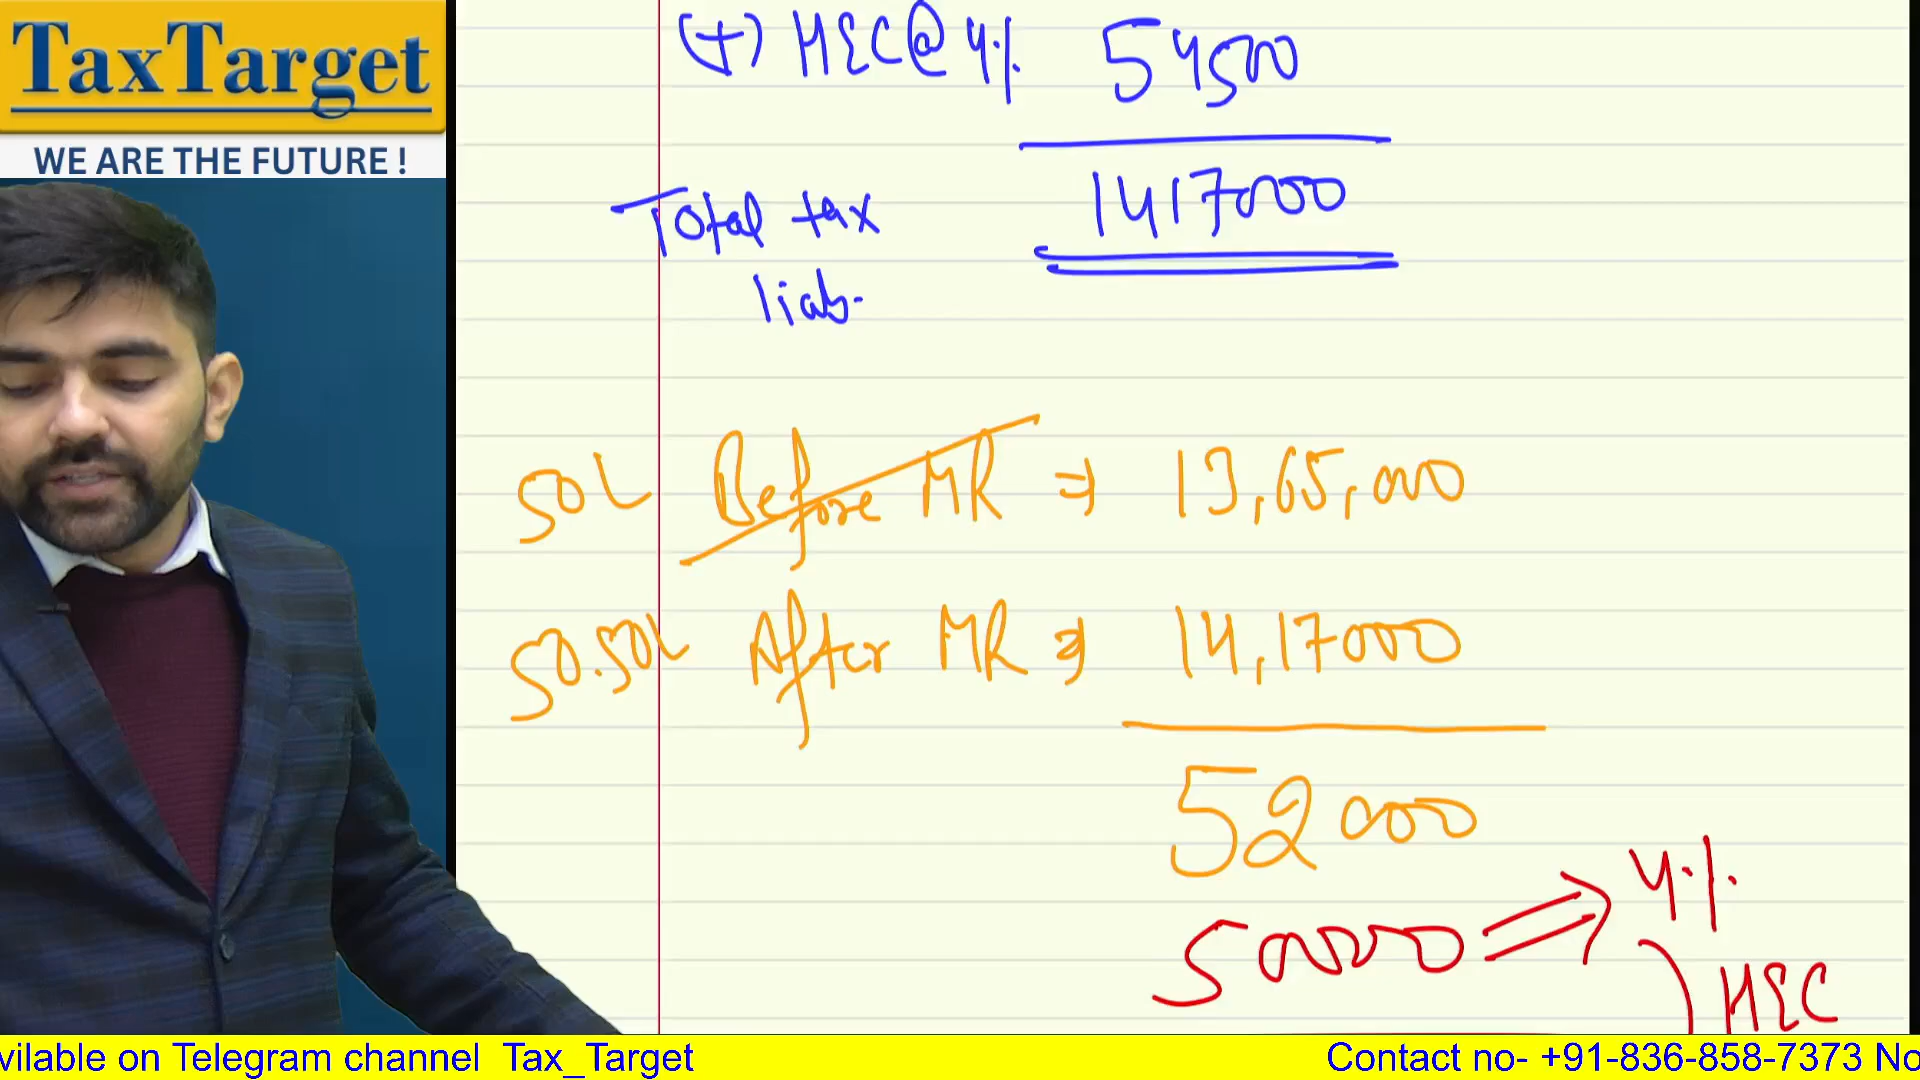 TaxTarget
WE ARE THE FUTURE !
(+) HEC @ 4% 54500
Total tax 1417000
liab.
50L Before MR ⇒ 13,65,000
50.50L After MR ⇒ 14,17000
52000
50000 ⇒ 4%
HEC
vilable on Telegram channel Tax_Target Contact no- +91-836-858-7373 No